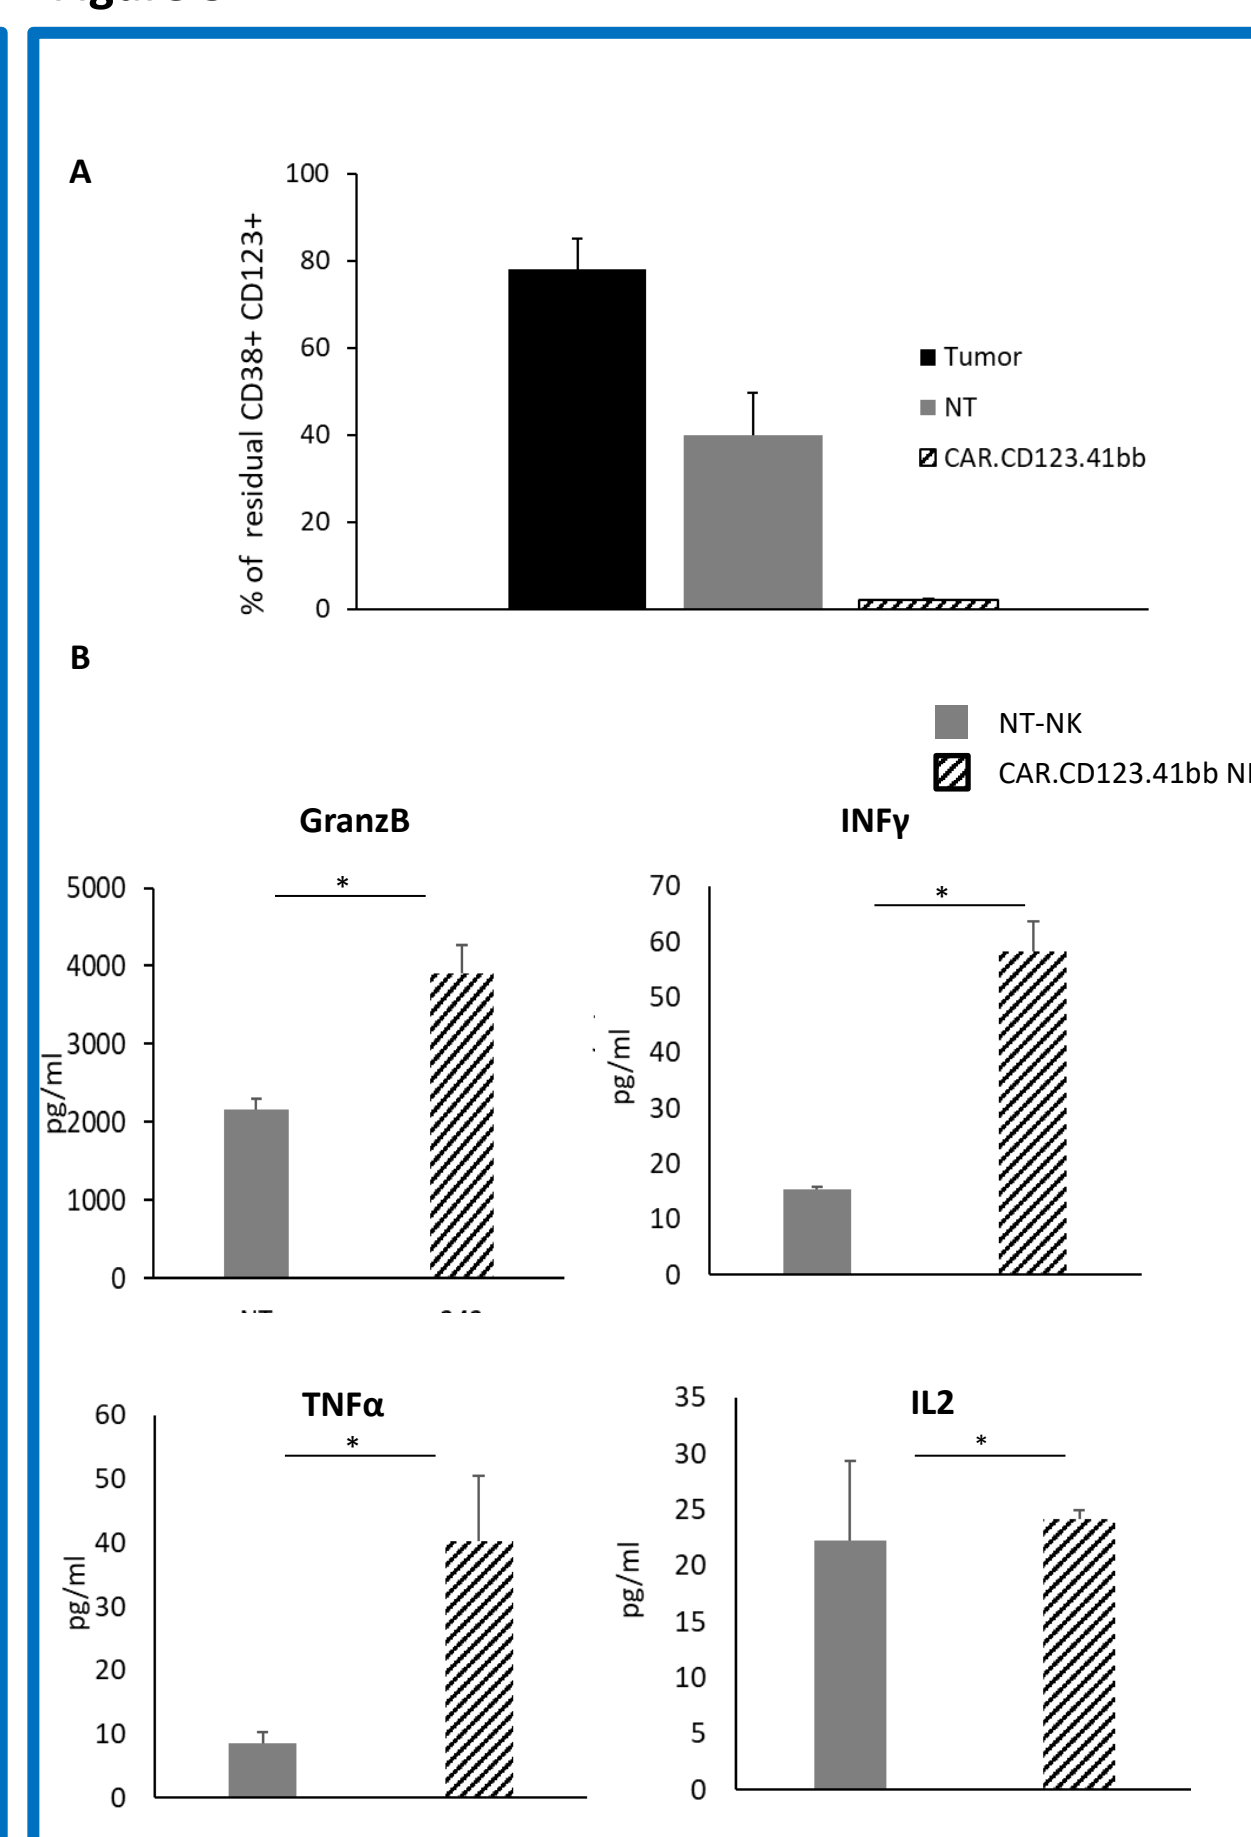 A
100
80
60
40
20
0
% of residual CD38+ CD123+
Tumor
NT
CAR.CD123.41bb
B
NT-NK
CAR.CD123.41bb
GranzB
*
5000
4000
3000
2000
1000
0
pg/ml
INFγ
*
70
60
50
40
30
20
10
0
pg/ml
TNFα
*
60
50
40
30
20
10
0
pg/ml
IL2
*
35
30
25
20
15
10
5
0
pg/ml